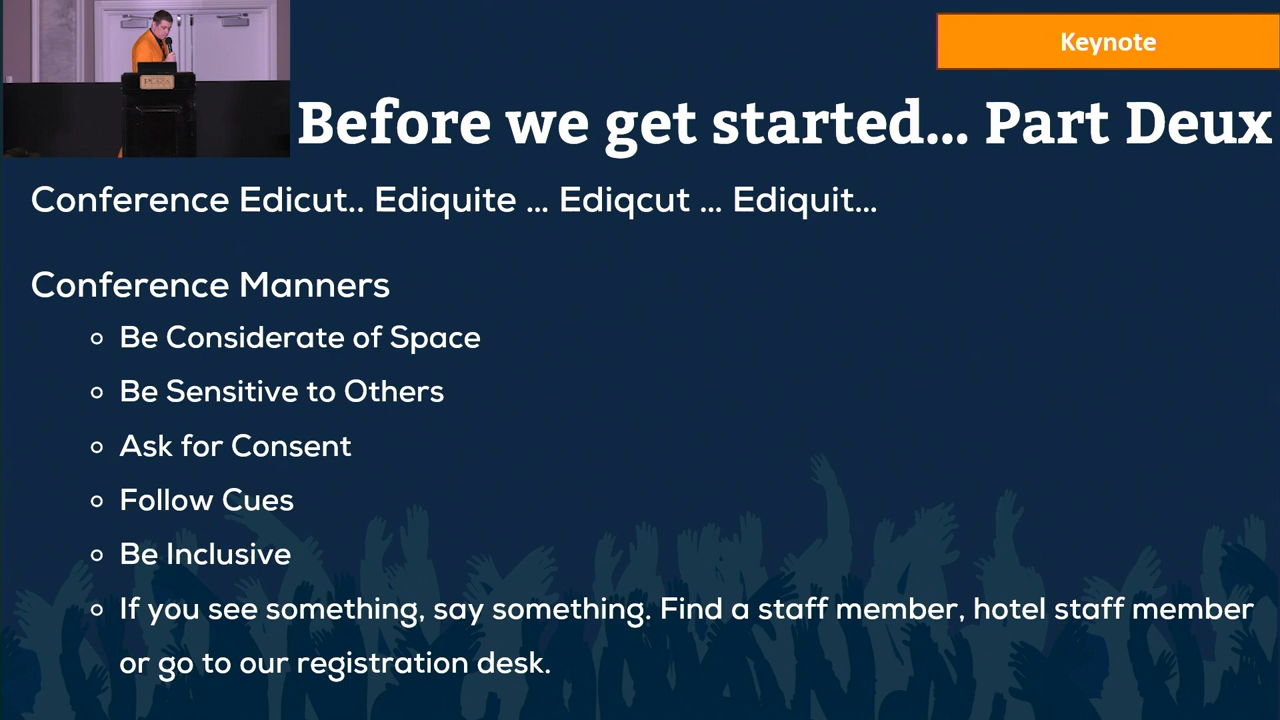 Keynote
Before we get started... Part Deux
Conference Edicut.. Ediquite ... Ediqcut ... Ediquit...
Conference Manners
Be Considerate of Space
Be Sensitive to Others
Ask for Consent
Follow Cues
Be Inclusive
If you see something, say something. Find a staff member, hotel staff member
or go to our registration desk.